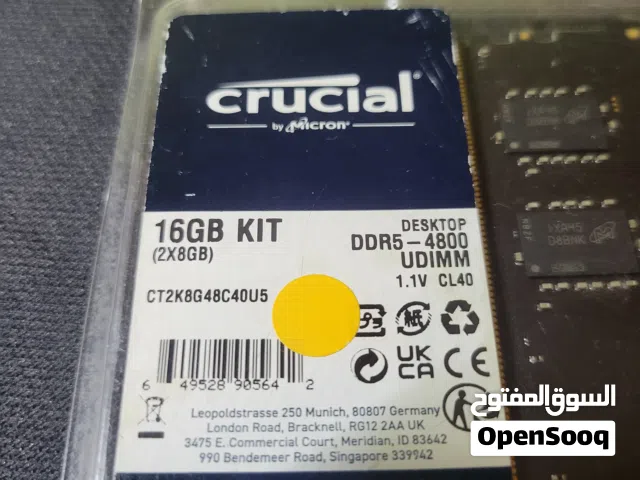 crucial
by Micron
16GB KIT
(2X8GB)
DESKTOP
DDR5-4800
UDIMM
1.1V CL40
CT2K8G48C40U5
6 49528 90564 2
UK
CA
CE
Leopoldstrasse 250 Munich, 80807 Germany
London Road, Bracknell, RG12 2AA UK
3475 E. Commercial Court, Meridian, ID 83642
990 Bendemeer Road, Singapore 339942
السوق المفتوح
OpenSooq